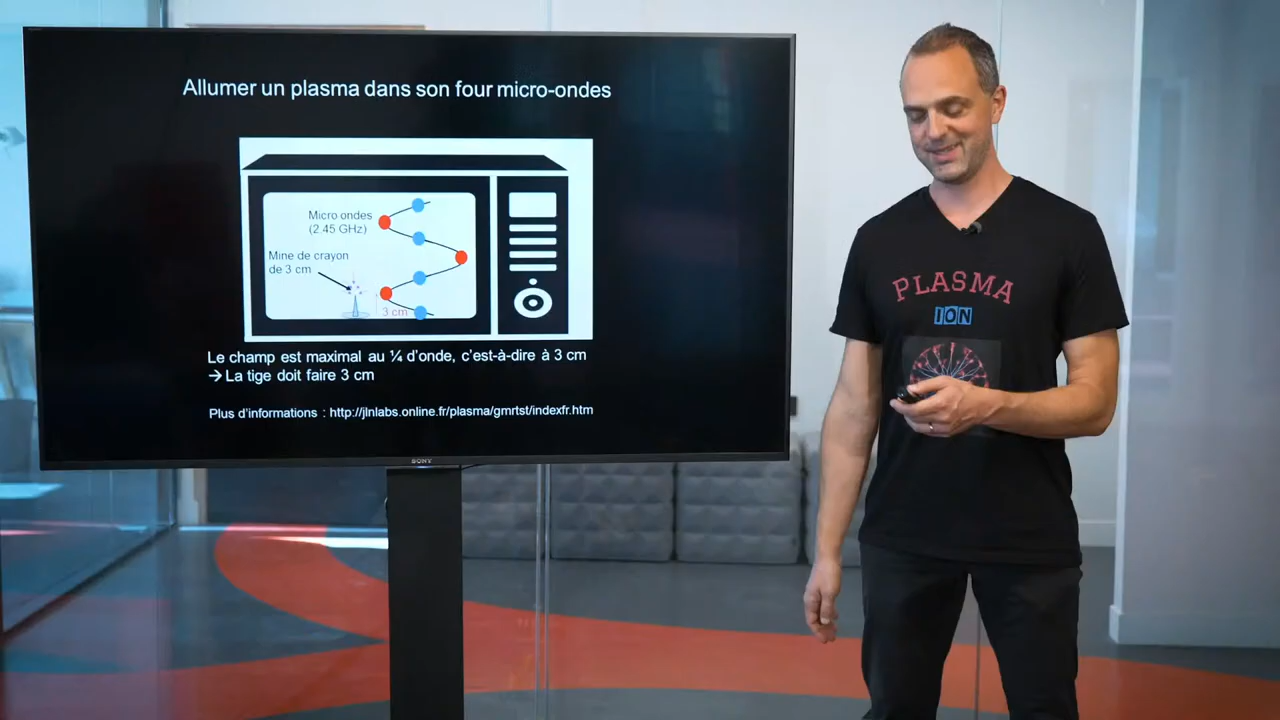 Allumer un plasma dans son four micro-ondes
Micro ondes
(2.45 GHz)
Mine de crayon
de 3 cm
3 cm
Le champ est maximal au ¼ d'onde, c'est-à-dire à 3 cm
→ La tige doit faire 3 cm
Plus d'informations : http://jlnlabs.online.fr/plasma/gmrtst/indexfr.htm
SONY
PLASMA
ION